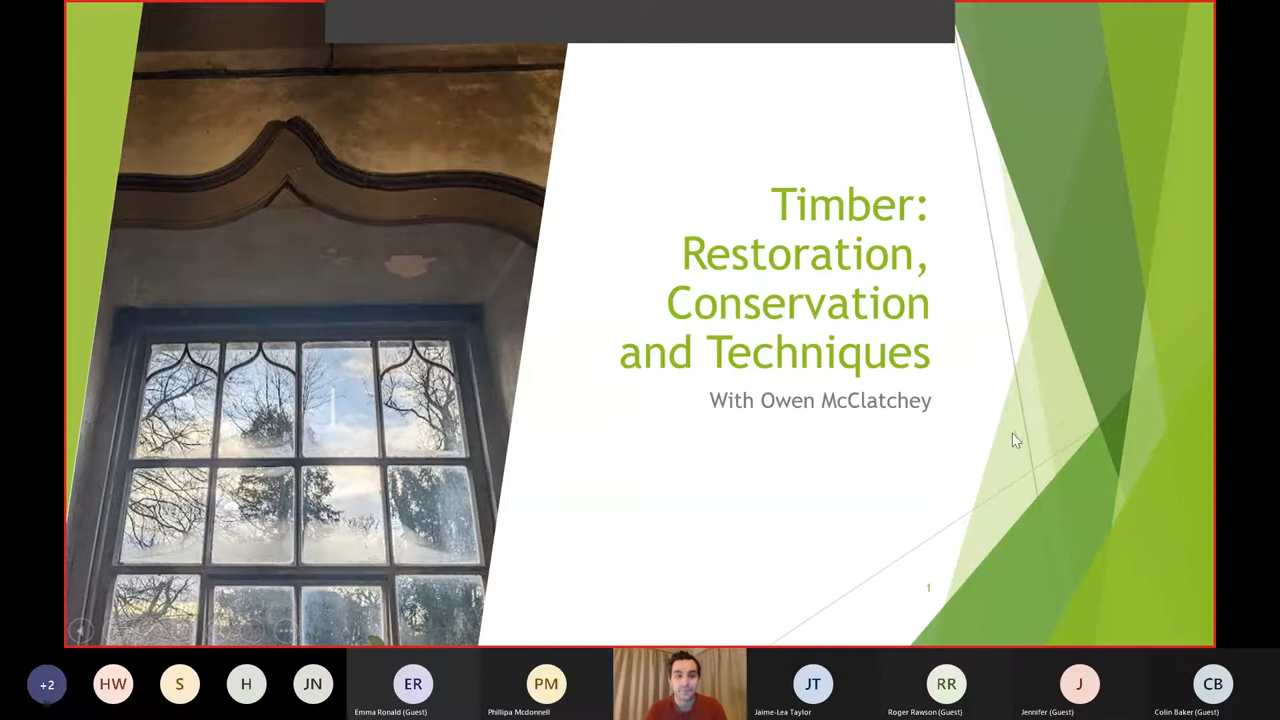 Timber:
Restoration,
Conservation
and Techniques
With Owen McClatchey
1
+2
HW
S
H
JN
ER
Emma Ronald (Guest)
PM
Phillipa Mcdonnell
JT
Jaime-Lea Taylor
RR
Roger Rawson (Guest)
J
Jennifer (Guest)
CB
Colin Baker (Guest)